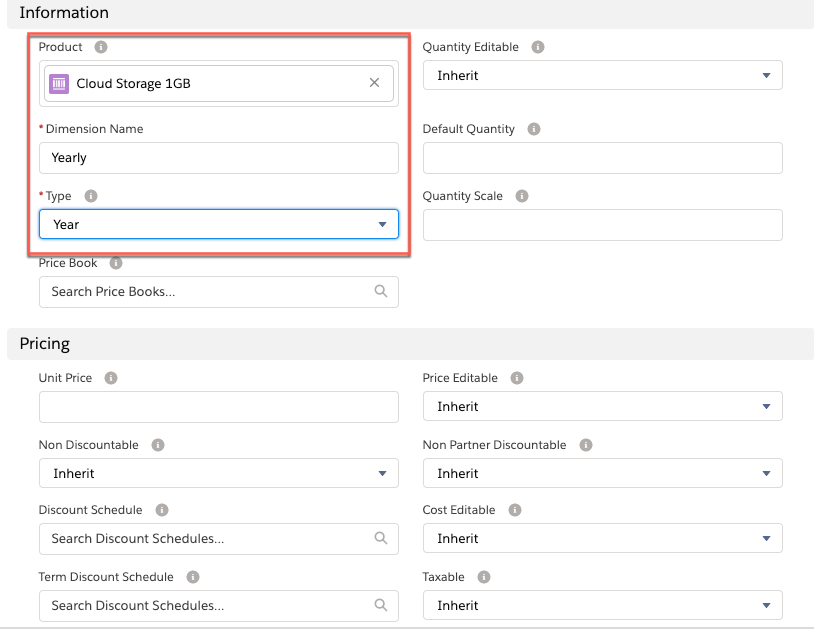 Information
Product
Quantity Editable
Cloud Storage 1GB
Inherit
* Dimension Name
Default Quantity
Yearly
* Type
Quantity Scale
Year
Price Book
Search Price Books...
Pricing
Unit Price
Price Editable
Inherit
Non Discountable
Non Partner Discountable
Inherit
Inherit
Discount Schedule
Cost Editable
Search Discount Schedules...
Inherit
Term Discount Schedule
Taxable
Search Discount Schedules...
Inherit